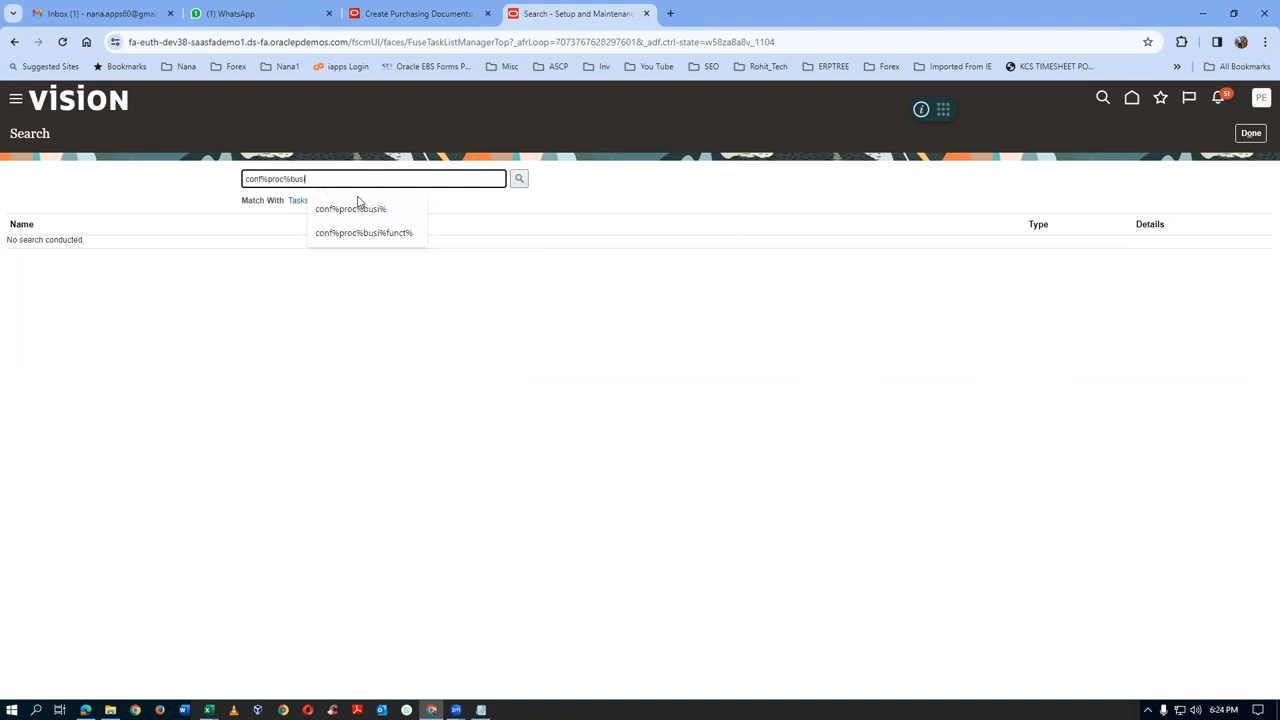 Inbox (1) - nana.apps60@gmai
(1) WhatsApp
Create Purchasing Documents:
Search - Setup and Maintenanc
fa-euth-dev38-saasfademo1.ds-fa.oraclepdemos.com/fscmUI/faces/FuseTaskListManagerTop?_afrLoop=7073767628297601&_adf.ctrl-state=w58za8a8v_1104
Suggested Sites
Bookmarks
Nana
Forex
Nana1
iapps Login
Oracle EBS Forms P...
Misc
ASCP
Inv
You Tube
SEO
Rohit_Tech
ERPTREE
Forex
Imported From IE
KCS TIMESHEET PO...
»
All Bookmarks
VISION
51
PE
Search
Done
conf%proc%busi
Match With Tasks
conf%proc%busi%
conf%proc%busi%funct%
Name Type Details
No search conducted.
6:24 PM